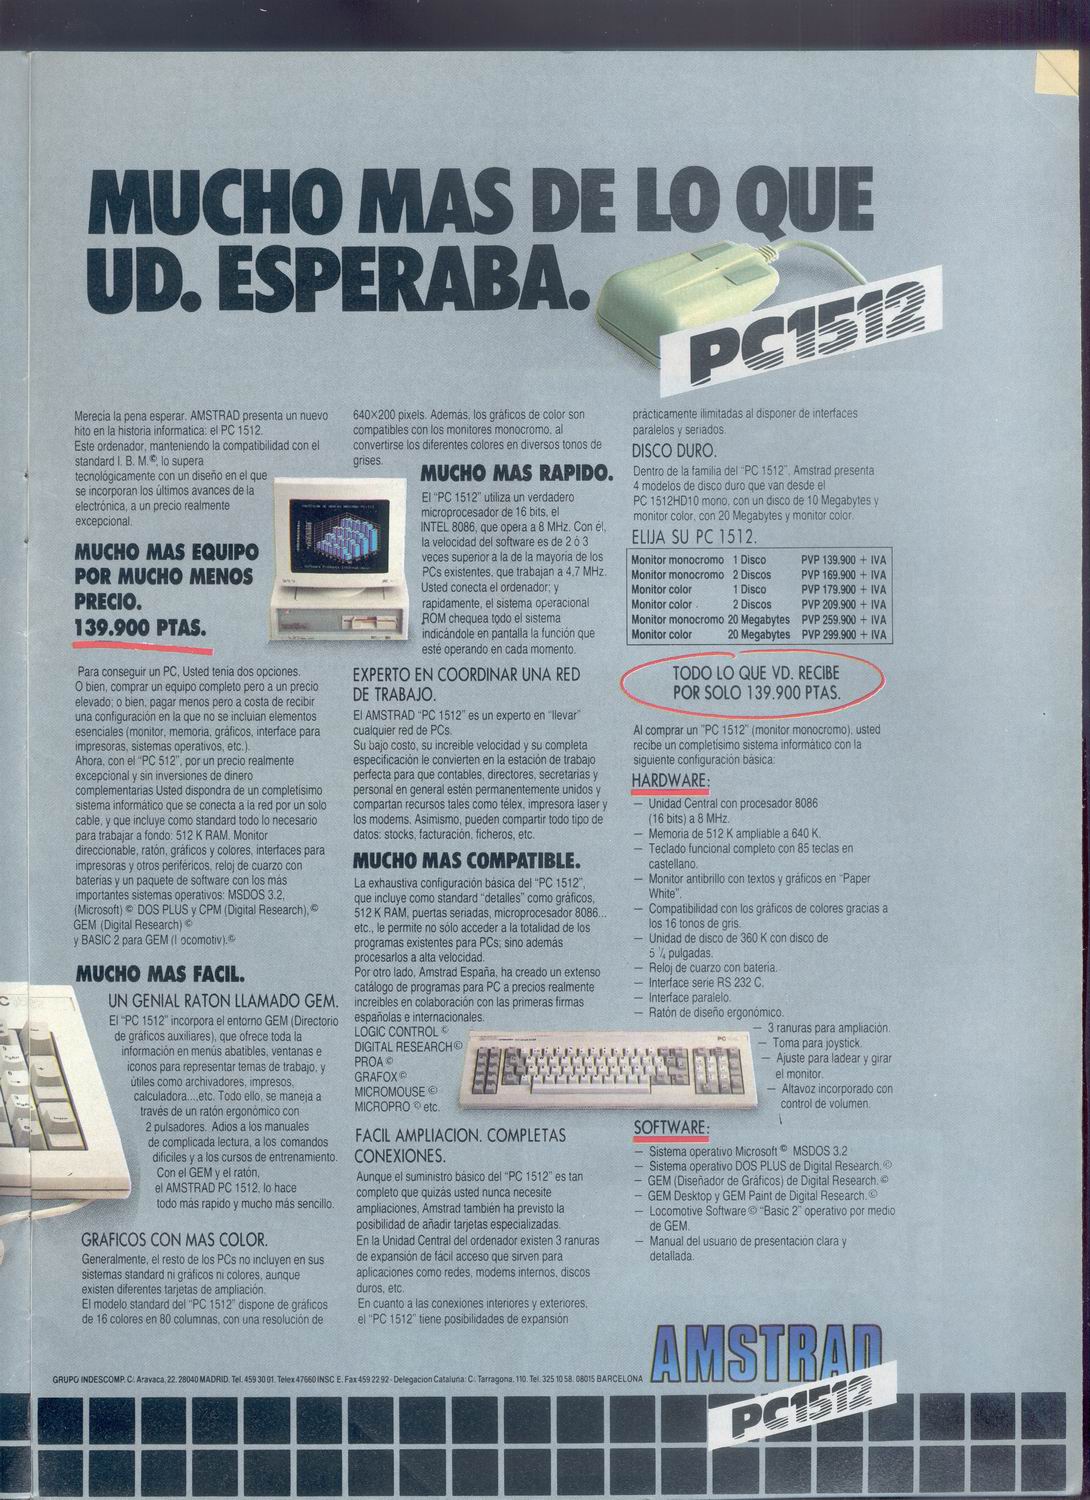 MUCHO MAS DE LO QUE
UD. ESPERABA.
PC1512
Merecia la pena esperar. AMSTRAD presenta un nuevo
hito en la historia informatica: el PC 1512.
Este ordenador, manteniendo la compatibilidad con el
standard I. B. M.©, lo supera
tecnológicamente con un diseño en el que
se incorporan los últimos avances de la
electrónica, a un precio realmente
excepcional.
MUCHO MAS EQUIPO
POR MUCHO MENOS
PRECIO.
139.900 PTAS.
Para conseguir un PC, Usted tenia dos opciones.
O bien, comprar un equipo completo pero a un precio
elevado; o bien, pagar menos pero a costa de recibir
una configuración en la que no se incluian elementos
esenciales (monitor, memoria, gráficos, interface para
impresoras, sistemas operativos, etc.).
Ahora, con el "PC 512", por un precio realmente
excepcional y sin inversiones de dinero
complementarias Usted dispondra de un completísimo
sistema informático que se conecta a la red por un solo
cable, y que incluye como standard todo lo necesario
para trabajar a fondo: 512 K RAM. Monitor
direccionable, ratón, gráficos y colores, interfaces para
impresoras y otros periféricos, reloj de cuarzo con
baterías y un paquete de software con los más
importantes sistemas operativos: MSDOS 3.2,
(Microsoft) © DOS PLUS y CPM (Digital Research),©
GEM (Digital Research) ©
y BASIC 2 para GEM (Locomotiv).©
MUCHO MAS FACIL.
UN GENIAL RATON LLAMADO GEM.
El "PC 1512" incorpora el entorno GEM (Directorio
de gráficos auxiliares), que ofrece toda la
información en menús abatibles, ventanas e
iconos para representar temas de trabajo, y
útiles como archivadores, impresos,
calculadora...,etc. Todo ello, se maneja a
través de un ratón ergonómico con
2 pulsadores. Adios a los manuales
de complicada lectura, a los comandos
dificiles y a los cursos de entrenamiento.
Con el GEM y el ratón,
el AMSTRAD PC 1512, lo hace
todo más rapido y mucho más sencillo.
GRAFICOS CON MAS COLOR.
Generalmente, el resto de los PCs no incluyen en sus
sistemas standard ni gráficos ni colores, aunque
existen diferentes tarjetas de ampliación.
El modelo standard del "PC 1512" dispone de gráficos
de 16 colores en 80 columnas, con una resolución de
640×200 pixels. Además, los gráficos de color son
compatibles con los monitores monocromo, al
convertirse los diferentes colores en diversos tonos de
grises.
MUCHO MAS RAPIDO.
El "PC 1512" utiliza un verdadero
microprocesador de 16 bits, el
INTEL 8086, que opera a 8 MHz. Con él,
la velocidad del software es de 2 ó 3
veces superior a la de la mayoria de los
PCs existentes, que trabajan a 4,7 MHz.
Usted conecta el ordenador; y
rapidamente, el sistema operacional
ROM chequea todo el sistema
indicándole en pantalla la función que
esté operando en cada momento.
EXPERTO EN COORDINAR UNA RED
DE TRABAJO.
El AMSTRAD "PC 1512" es un experto en "llevar"
cualquier red de PCs.
Su bajo costo, su increible velocidad y su completa
especificación le convierten en la estación de trabajo
perfecta para que contables, directores, secretarias y
personal en general estén permanentemente unidos y
compartan recursos tales como télex, impresora laser y
los modems. Asimismo, pueden compartir todo tipo de
datos: stocks, facturación, ficheros, etc.
MUCHO MAS COMPATIBLE.
La exhaustiva configuración básica del "PC 1512",
que incluye como standard "detalles" como gráficos,
512 K RAM, puertas seriadas, microprocesador 8086...
etc., le permite no sólo acceder a la totalidad de los
programas existentes para PCs; sino además
procesarlos a alta velocidad.
Por otro lado, Amstrad España, ha creado un extenso
catálogo de programas para PC a precios realmente
increibles en colaboración con las primeras firmas
españolas e internacionales.
LOGIC CONTROL ©
DIGITAL RESEARCH ©
PROA ©
GRAFOX ©
MICROMOUSE ©
MICROPRO © etc.
FACIL AMPLIACION. COMPLETAS
CONEXIONES.
Aunque el suministro básico del "PC 1512" es tan
completo que quizás usted nunca necesite
ampliaciones, Amstrad también ha previsto la
posibilidad de añadir tarjetas especializadas.
En la Unidad Central del ordenador existen 3 ranuras
de expansión de fácil acceso que sirven para
aplicaciones como redes, modems internos, discos
duros, etc.
En cuanto a las conexiones interiores y exteriores,
el "PC 1512" tiene posibilidades de expansión
prácticamente ilimitadas al disponer de interfaces
paralelos y seriados.
DISCO DURO.
Dentro de la familia del "PC 1512", Amstrad presenta
4 modelos de disco duro que van desde el
PC 1512HD10 mono, con un disco de 10 Megabytes y
monitor color, con 20 Megabytes y monitor color.
ELIJA SU PC 1512.
Monitor monocromo 1 Disco PVP 139.900 + IVA
Monitor monocromo 2 Discos PVP 169.900 + IVA
Monitor color 1 Disco PVP 179.900 + IVA
Monitor color 2 Discos PVP 209.900 + IVA
Monitor monocromo 20 Megabytes PVP 259.900 + IVA
Monitor color 20 Megabytes PVP 299.900 + IVA
TODO LO QUE VD. RECIBE
POR SOLO 139.900 PTAS.
Al comprar un "PC 1512" (monitor monocromo), usted
recibe un completisimo sistema informático con la
siguiente configuración básica:
HARDWARE:
— Unidad Central con procesador 8086
(16 bits) a 8 MHz.
— Memoria de 512 K ampliable a 640 K.
— Teclado funcional completo con 85 teclas en
castellano.
— Monitor antibrillo con textos y gráficos en "Paper
White".
— Compatibilidad con los gráficos de colores gracias a
los 16 tonos de gris.
— Unidad de disco de 360 K con disco de
5 1/4 pulgadas.
— Reloj de cuarzo con bateria.
— Interface serie RS 232 C.
— Interface paralelo.
— Ratón de diseño ergonómico.
— 3 ranuras para ampliación.
— Toma para joystick.
— Ajuste para ladear y girar
el monitor.
— Altavoz incorporado con
control de volumen.
SOFTWARE:
— Sistema operativo Microsoft © MSDOS 3.2
— Sistema operativo DOS PLUS de Digital Research.©
— GEM (Diseñador de Gráficos) de Digital Research.©
— GEM Desktop y GEM Paint de Digital Research.©
— Locomotive Software © "Basic 2" operativo por medio
de GEM.
— Manual del usuario de presentación clara y
detallada.
AMSTRAD
PC1512
GRUPO INDESCOMP. C. Aravaca, 22. 28040 MADRID. Tel. 459 30 01. Telex 47660 INSC E. Fax 459 22 92 - Delegacion Cataluña: C. Tarragona, 110. Tel. 325 10 58. 08015 BARCELONA